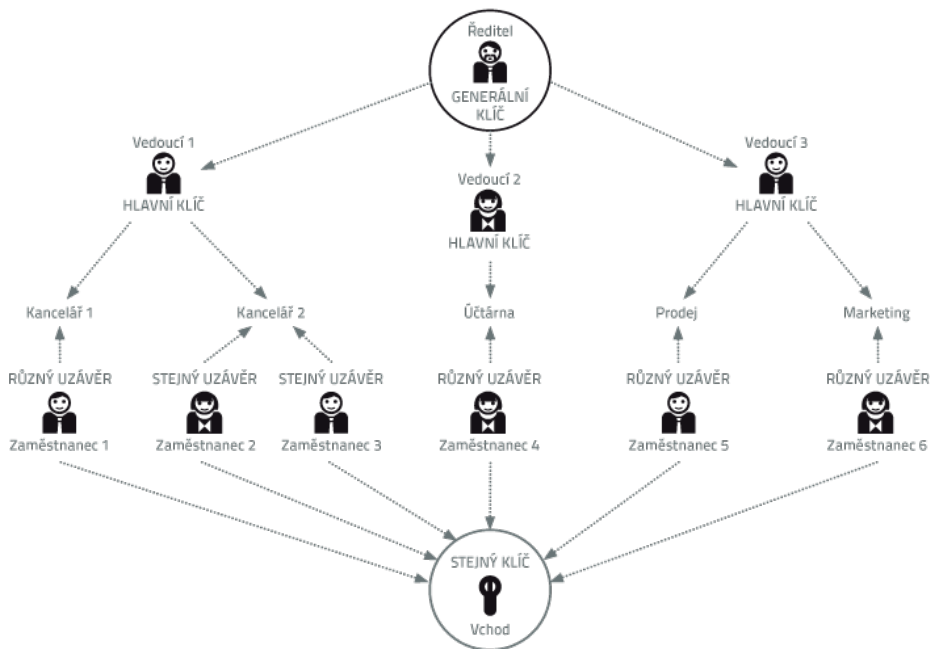 Ředitel
GENERÁLNÍ
KLÍČ
Vedoucí 1
HLAVNÍ KLÍČ
Vedoucí 2
HLAVNÍ KLÍČ
Vedoucí 3
HLAVNÍ KLÍČ
Kancelář 1
Kancelář 2
Účtárna
Prodej
Marketing
RŮZNÝ UZÁVĚR
STEJNÝ UZÁVĚR
STEJNÝ UZÁVĚR
RŮZNÝ UZÁVĚR
RŮZNÝ UZÁVĚR
RŮZNÝ UZÁVĚR
Zaměstnanec 1
Zaměstnanec 2
Zaměstnanec 3
Zaměstnanec 4
Zaměstnanec 5
Zaměstnanec 6
STEJNÝ KLÍČ
Vchod